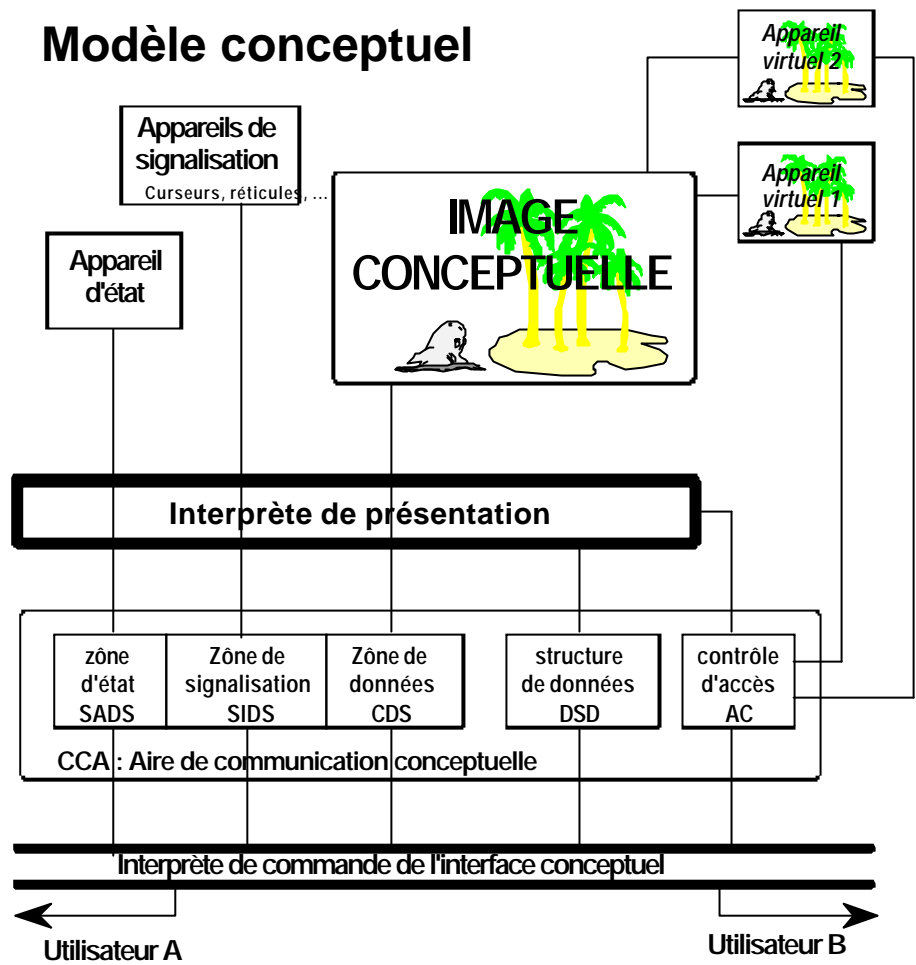 Modèle conceptuel
Appareil
virtuel 2
Appareils de
signalisation
Curseurs, réticules, ...
Appareil
virtuel 1
IMAGE
CONCEPTUELLE
Appareil
d'état
Interprète de présentation
zône
d'état
SADS
Zône de
signalisation
SIDS
Zône de
données
CDS
structure
de données
DSD
contrôle
d'accès
AC
CCA : Aire de communication conceptuelle
Interprète de commande de l'interface conceptuel
Utilisateur A
Utilisateur B